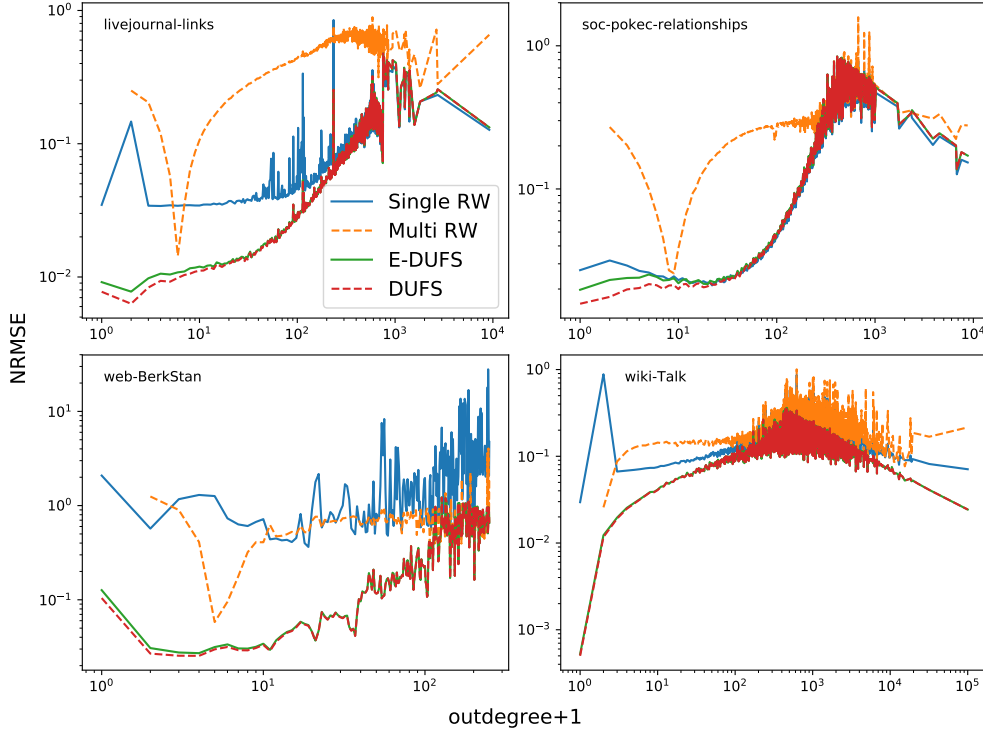 livejournal-links
10⁰
10⁻¹
10⁻²
10⁰ 10¹ 10² 10³ 10⁴
Single RW
Multi RW
E-DUFS
DUFS
soc-pokec-relationships
10⁰
10⁻¹
10⁰ 10¹ 10² 10³ 10⁴
NRMSE
web-BerkStan
10¹
10⁰
10⁻¹
10⁰ 10¹ 10²
wiki-Talk
10⁰
10⁻¹
10⁻²
10⁻³
10⁰ 10¹ 10² 10³ 10⁴ 10⁵
outdegree+1